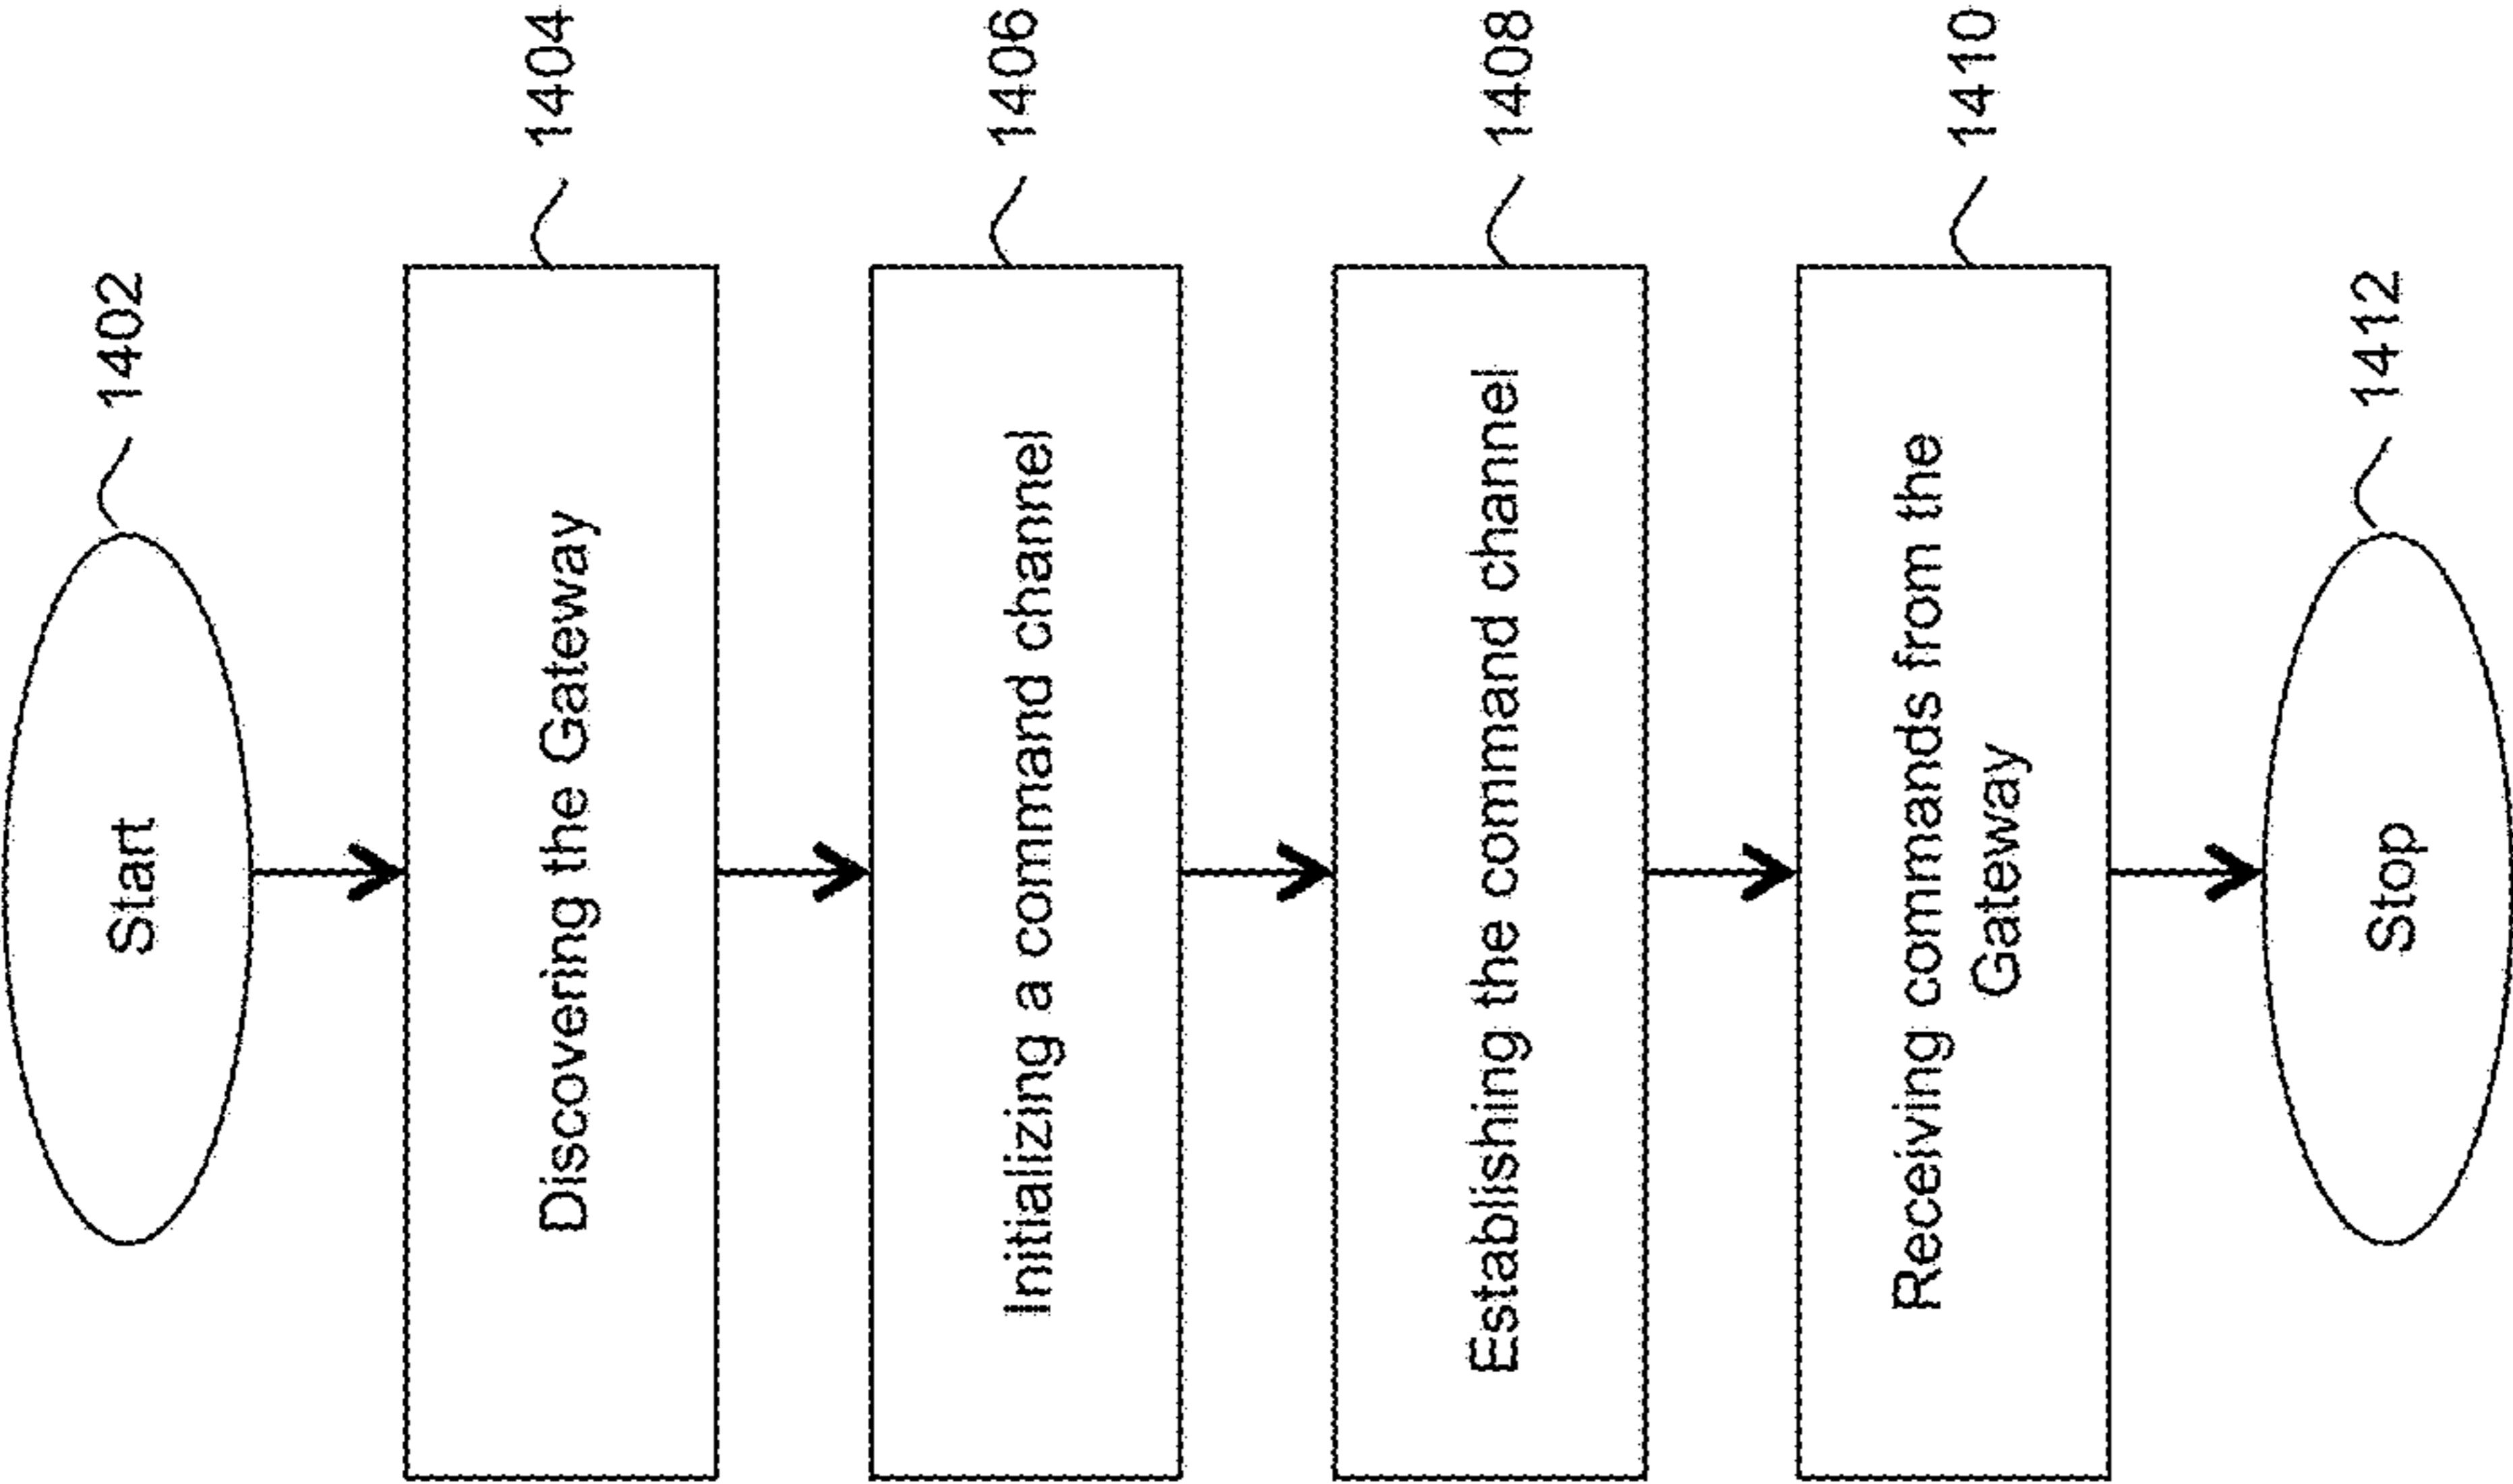 Start
1402
Discovering the Gateway
1404
Initializing a command channel
1406
Establishing the command channel
1408
Receiving commands from the
Gateway
1410
Stop
1412